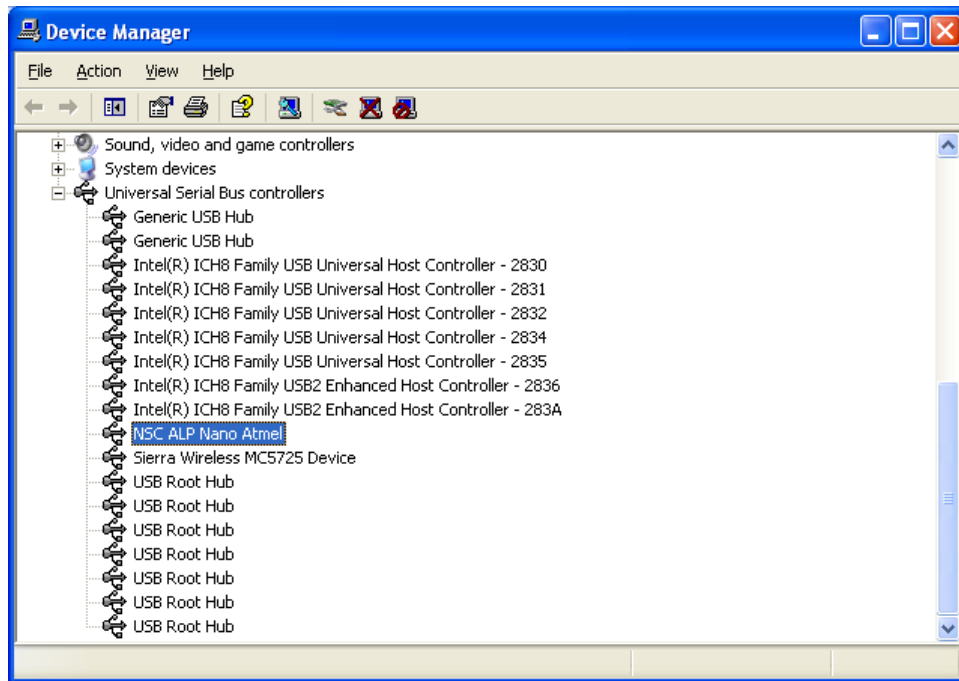 Device Manager
File Action View Help
Sound, video and game controllers
System devices
Universal Serial Bus controllers
Generic USB Hub
Generic USB Hub
Intel(R) ICH8 Family USB Universal Host Controller - 2830
Intel(R) ICH8 Family USB Universal Host Controller - 2831
Intel(R) ICH8 Family USB Universal Host Controller - 2832
Intel(R) ICH8 Family USB Universal Host Controller - 2834
Intel(R) ICH8 Family USB Universal Host Controller - 2835
Intel(R) ICH8 Family USB2 Enhanced Host Controller - 2836
Intel(R) ICH8 Family USB2 Enhanced Host Controller - 283A
NSC ALP Nano Atmel
Sierra Wireless MC5725 Device
USB Root Hub
USB Root Hub
USB Root Hub
USB Root Hub
USB Root Hub
USB Root Hub
USB Root Hub